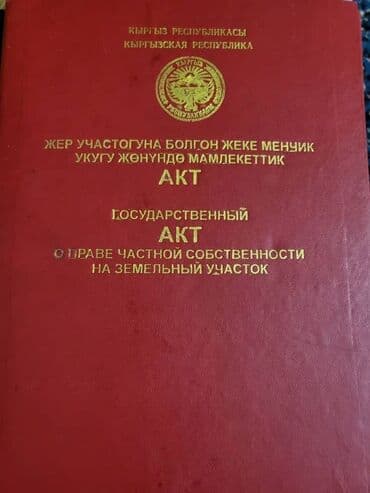 КЫРГЫЗ РЕСПУБЛИКАСЫ
КЫРГЫЗСКАЯ РЕСПУБЛИКА
ЖЕР УЧАСТОГУНА БОЛГОН ЖЕКЕ МЕНЧИК
УКУГУ ЖӨНҮНДӨ МАМЛЕКЕТТИК
АКТ
ГОСУДАРСТВЕННЫЙ
АКТ
О ПРАВЕ ЧАСТНОЙ СОБСТВЕННОСТИ
НА ЗЕМЕЛЬНЫЙ УЧАСТОК